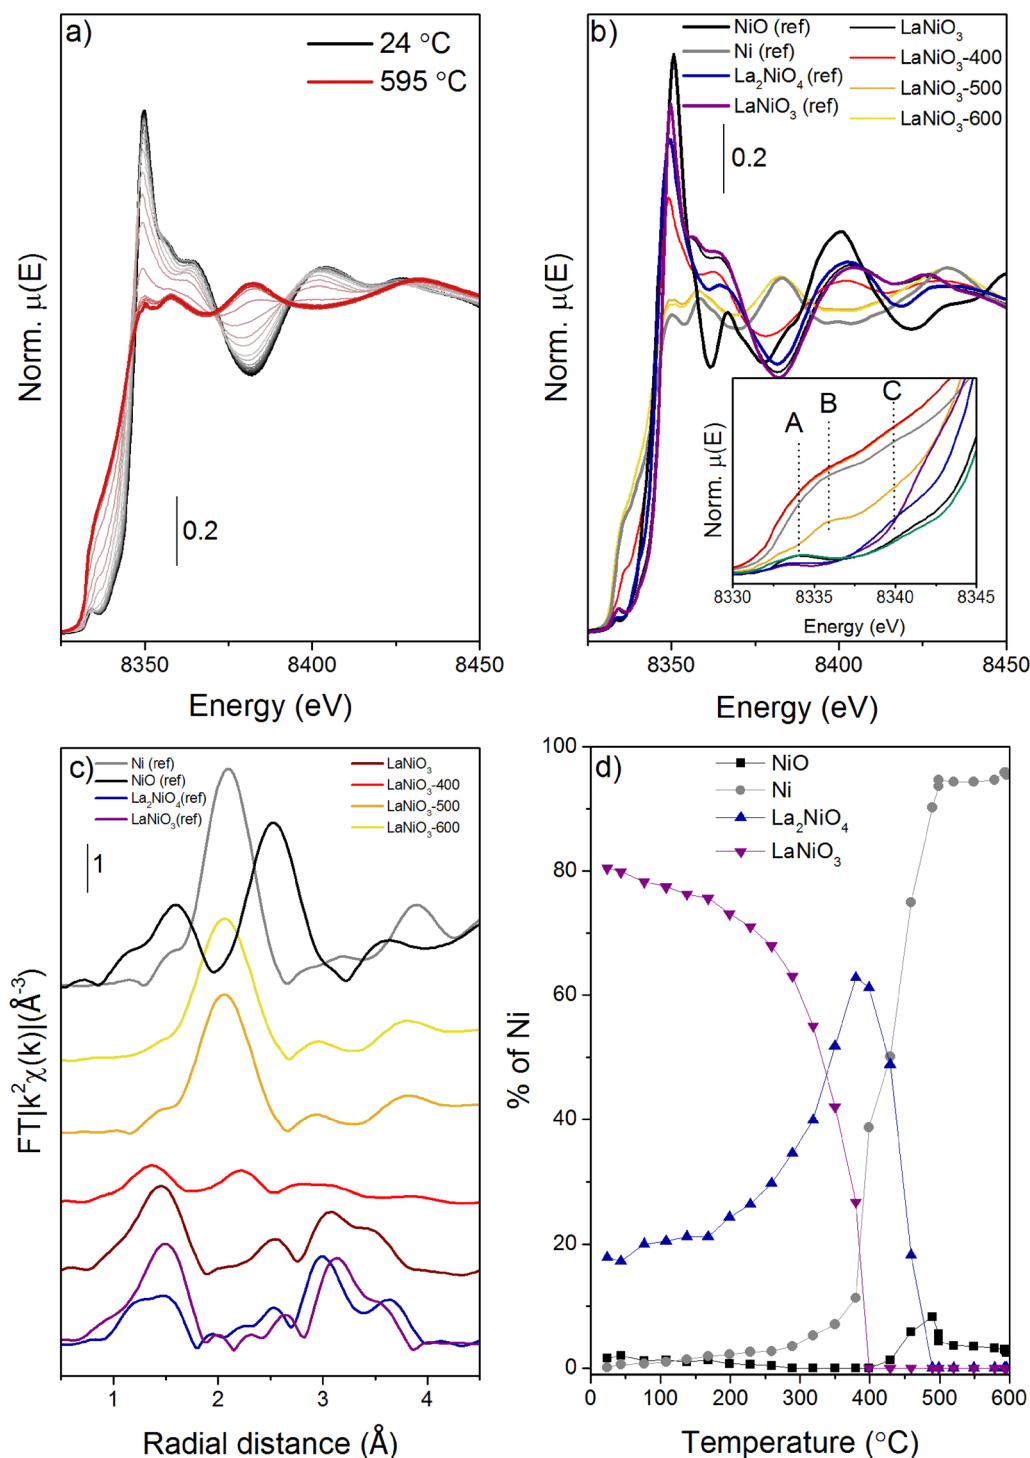 a)
24 °C
595 °C
Norm. μ(E)
0.2
8350
8400
8450
Energy (eV)
b)
NiO (ref)
Ni (ref)
La₂NiO₄ (ref)
LaNiO₃ (ref)
LaNiO₃
LaNiO₃-400
LaNiO₃-500
LaNiO₃-600
0.2
Norm. μ(E)
A
B
C
Norm. μ(E)
8330
8335
8340
8345
Energy (eV)
8350
8400
8450
Energy (eV)
c)
Ni (ref)
NiO (ref)
La₂NiO₄(ref)
LaNiO₃(ref)
LaNiO₃
LaNiO₃-400
LaNiO₃-500
LaNiO₃-600
1
FT|k²χ(k)|(Å⁻³)
1
2
3
4
Radial distance (Å)
d)
NiO
Ni
La₂NiO₄
LaNiO₃
% of Ni
100
80
60
40
20
0
0
100
200
300
400
500
600
Temperature (°C)